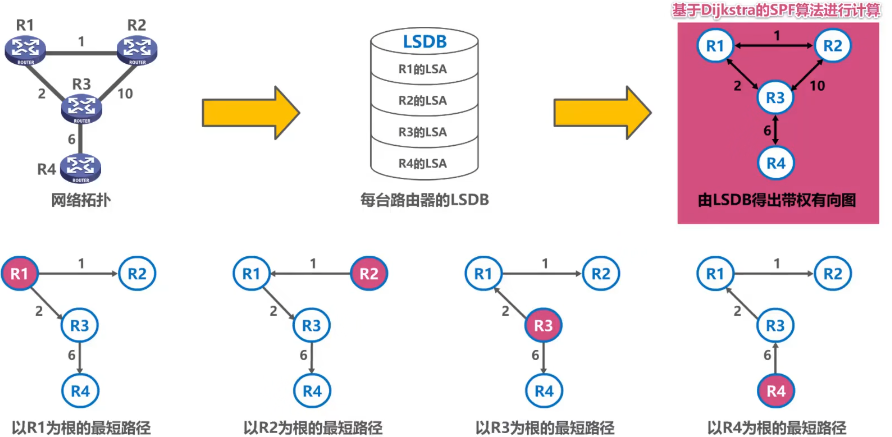 基于Dijkstra的SPF算法进行计算
R1
R2
1
ROUTER
ROUTER
R3
2
10
ROUTER
6
R4
ROUTER
网络拓扑
LSDB
R1的LSA
R2的LSA
R3的LSA
R4的LSA
每台路由器的LSDB
R1
1
R2
2
10
R3
6
R4
由LSDB得出带权有向图
R1
1
R2
2
R3
6
R4
以R1为根的最短路径
R1
1
R2
2
R3
6
R4
以R2为根的最短路径
R1
1
R2
2
R3
6
R4
以R3为根的最短路径
R1
1
R2
2
R3
6
R4
以R4为根的最短路径